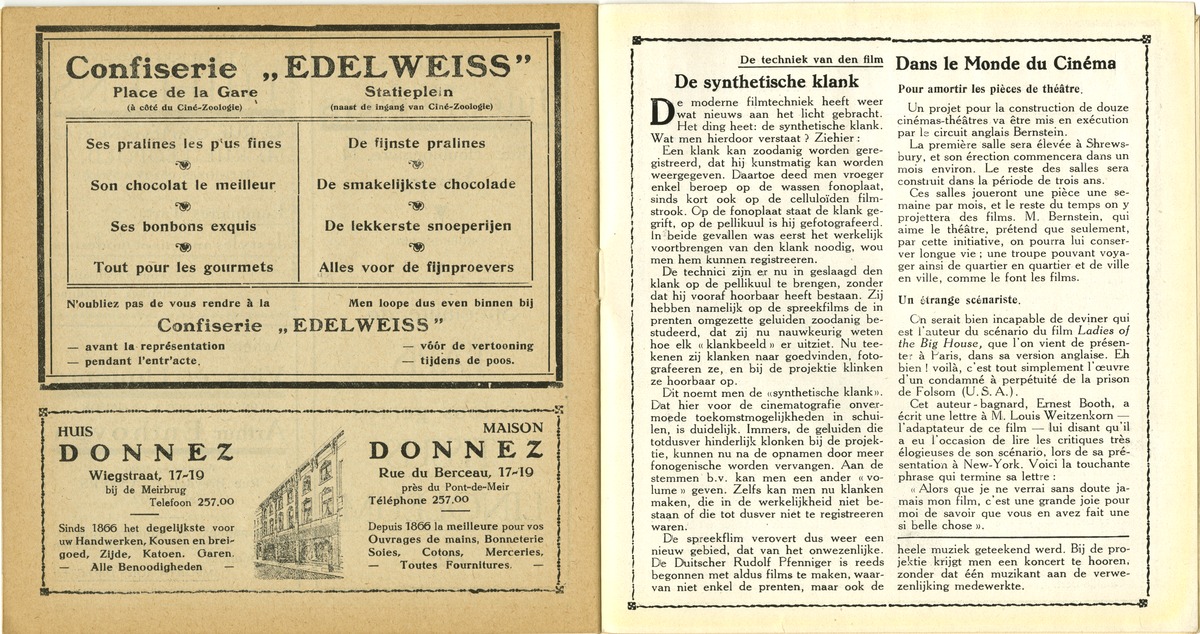 Confiserie „EDELWEISS”
Place de la Gare
(à côté du Ciné-Zoologie)
Statieplein
(naast de ingang van Ciné-Zoologie)
Ses pralines les p'us fines
Son chocolat le meilleur
Ses bonbons exquis
Tout pour les gourmets
De fijnste pralines
De smakelijkste chocolade
De lekkerste snoeperijen
Alles voor de fijnproevers
N'oubliez pas de vous rendre à la
Men loope dus even binnen bij
Confiserie „EDELWEISS”
— avant la représentation
— pendant l'entr'acte.
— vóór de vertooning
— tijdens de poos.
HUIS
DONNEZ
Wiegstraat, 17-19
bij de Meirbrug
Telefoon 257.00
Sinds 1866 het degelijkste voor
uw Handwerken, Kousen en brei-
goed, Zijde, Katoen. Garen.
— Alle Benoodigheden —
MAISON
DONNEZ
Rue du Berceau, 17-19
près du Pont-de-Meir
Téléphone 257.00
Depuis 1866 la meilleure pour vos
Ouvrages de mains, Bonneterie
Soies, Cotons, Merceries,
— Toutes Fournitures. —
De techniek van den film
De synthetische klank
De moderne filmtechniek heeft weer
wat nieuws aan het licht gebracht.
Het ding heet: de synthetische klank.
Wat men hierdoor verstaat ? Ziehier :
Een klank kan zoodanig worden gere-
gistreerd, dat hij kunstmatig kan worden
weergegeven. Daartoe deed men vroeger
enkel beroep op de wassen fonoplaat,
sinds kort ook op de celluloïden film-
strook. Op de fonoplaat staat de klank ge-
grift, op de pellikuul is hij gefotografeerd.
In beide gevallen was eerst het werkelijk
voortbrengen van den klank noodig, wou
men hem kunnen registreeren.
De technici zijn er nu in geslaagd den
klank op de pellikuul te brengen, zonder
dat hij vooraf hoorbaar heeft bestaan. Zij
hebben namelijk op de spreekfilms de in
prenten omgezette geluiden zoodanig be-
studeerd, dat zij nu nauwkeurig weten
hoe elk « klankbeeld » er uitziet. Nu tee-
kenen zij klanken naar goedvinden, foto-
grafeeren ze, en bij de projektie klinken
ze hoorbaar op.
Dit noemt men de «synthetische klank».
Dat hier voor de cinematografie onver-
moede toekomstmogelijkheden in schui-
len, is duidelijk. Immers, de geluiden die
totdusver hinderlijk klonken bij de projek-
tie, kunnen nu na de opnamen door meer
fonogenische worden vervangen. Aan de
stemmen b.v. kan men een ander « vo-
lume » geven. Zelfs kan men nu klanken
maken, die in de werkelijkheid niet be-
staan of die tot dusver niet te registreeren
waren.
De spreekflim verovert dus weer een
nieuw gebied, dat van het onwezenlijke.
De Duitscher Rudolf Pfenniger is reeds
begonnen met aldus films te maken, waar-
van niet enkel de prenten, maar ook de
Dans le Monde du Cinéma
Pour amortir les pièces de théâtre.
Un projet pour la construction de douze
cinémas-théâtres va être mis en exécution
par le circuit anglais Bernstein.
La première salle sera élevée à Shrews-
bury, et son érection commencera dans un
mois environ. Le reste des salles sera
construit dans la période de trois ans.
Ces salles joueront une pièce une se-
maine par mois, et le reste du temps on y
projettera des films. M. Bernstein, qui
aime le théâtre, prétend que seulement,
par cette initiative, on pourra lui conser-
ver longue vie ; une troupe pouvant voya-
ger ainsi de quartier en quartier et de ville
en ville, comme le font les films.
Un étrange scénariste.
On serait bien incapable de deviner qui
est l'auteur du scénario du film Ladies of
the Big House, que l'on vient de présen-
ter à Paris, dans sa version anglaise. Eh
bien ! voilà, c'est tout simplement l'œuvre
d'un condamné à perpétuité de la prison
de Folsom (U.S.A.).
Cet auteur-bagnard, Ernest Booth, a
écrit une lettre à M. Louis Weitzenkorn —
l'adaptateur de ce film — lui disant qu'il
a eu l'occasion de lire les critiques très
élogieuses de son scénario, lors de sa pré-
sentation à New-York. Voici la touchante
phrase qui termine sa lettre :
« Alors que je ne verrai sans doute ja-
mais mon film, c'est une grande joie pour
moi de savoir que vous en avez fait une
si belle chose ».
heele muziek geteekend werd. Bij de pro-
jektie krijgt men een koncert te hooren,
zonder dat één muzikant aan de verwe-
zenlijking medewerkte.